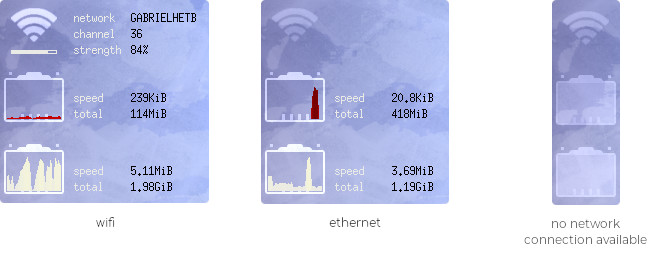 network GABRIELHETB
channel 36
strength 84%
speed 239KiB
total 114MiB
speed 5.11MiB
total 1.98GiB
wifi
speed 20.8KiB
total 418MiB
speed 3.69MiB
total 1.19GiB
ethernet
no network
connection available